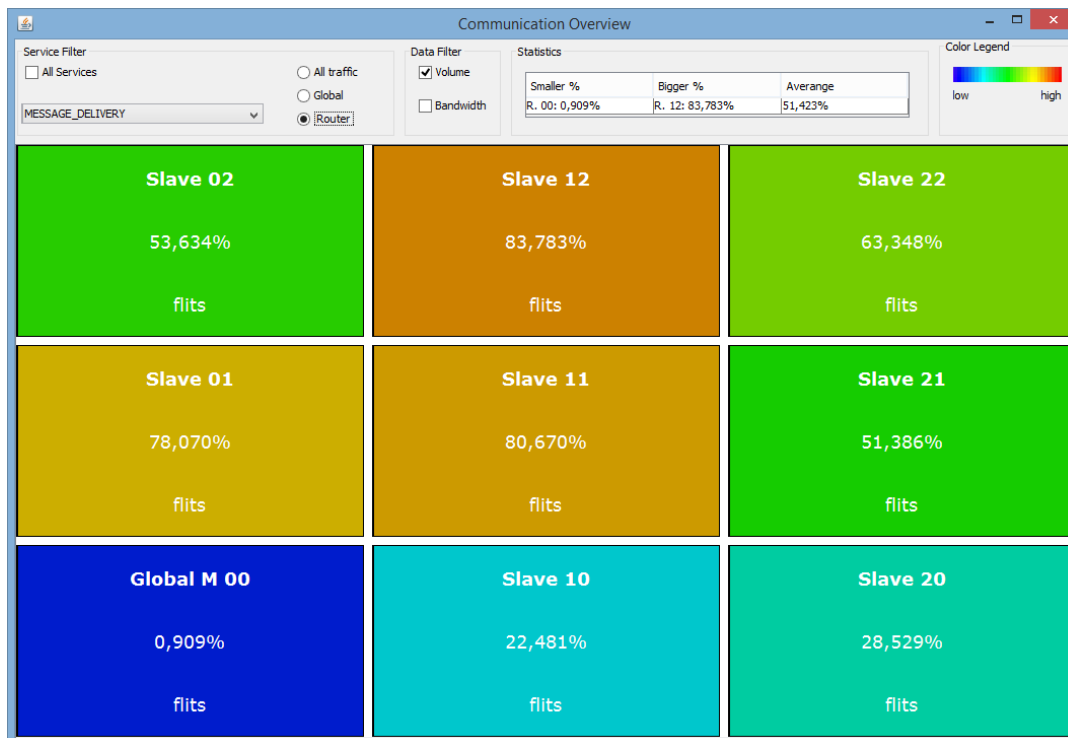 Communication Overview
Service Filter
All Services
All traffic
Global
MESSAGE_DELIVERY
Router
Data Filter
Volume
Bandwidth
Statistics
Smaller % Bigger % Averange
R. 00: 0,909% R. 12: 83,783% 51,423%
Color Legend
low high
Slave 02 Slave 12 Slave 22
53,634% 83,783% 63,348%
flits flits flits
Slave 01 Slave 11 Slave 21
78,070% 80,670% 51,386%
flits flits flits
Global M 00 Slave 10 Slave 20
0,909% 22,481% 28,529%
flits flits flits